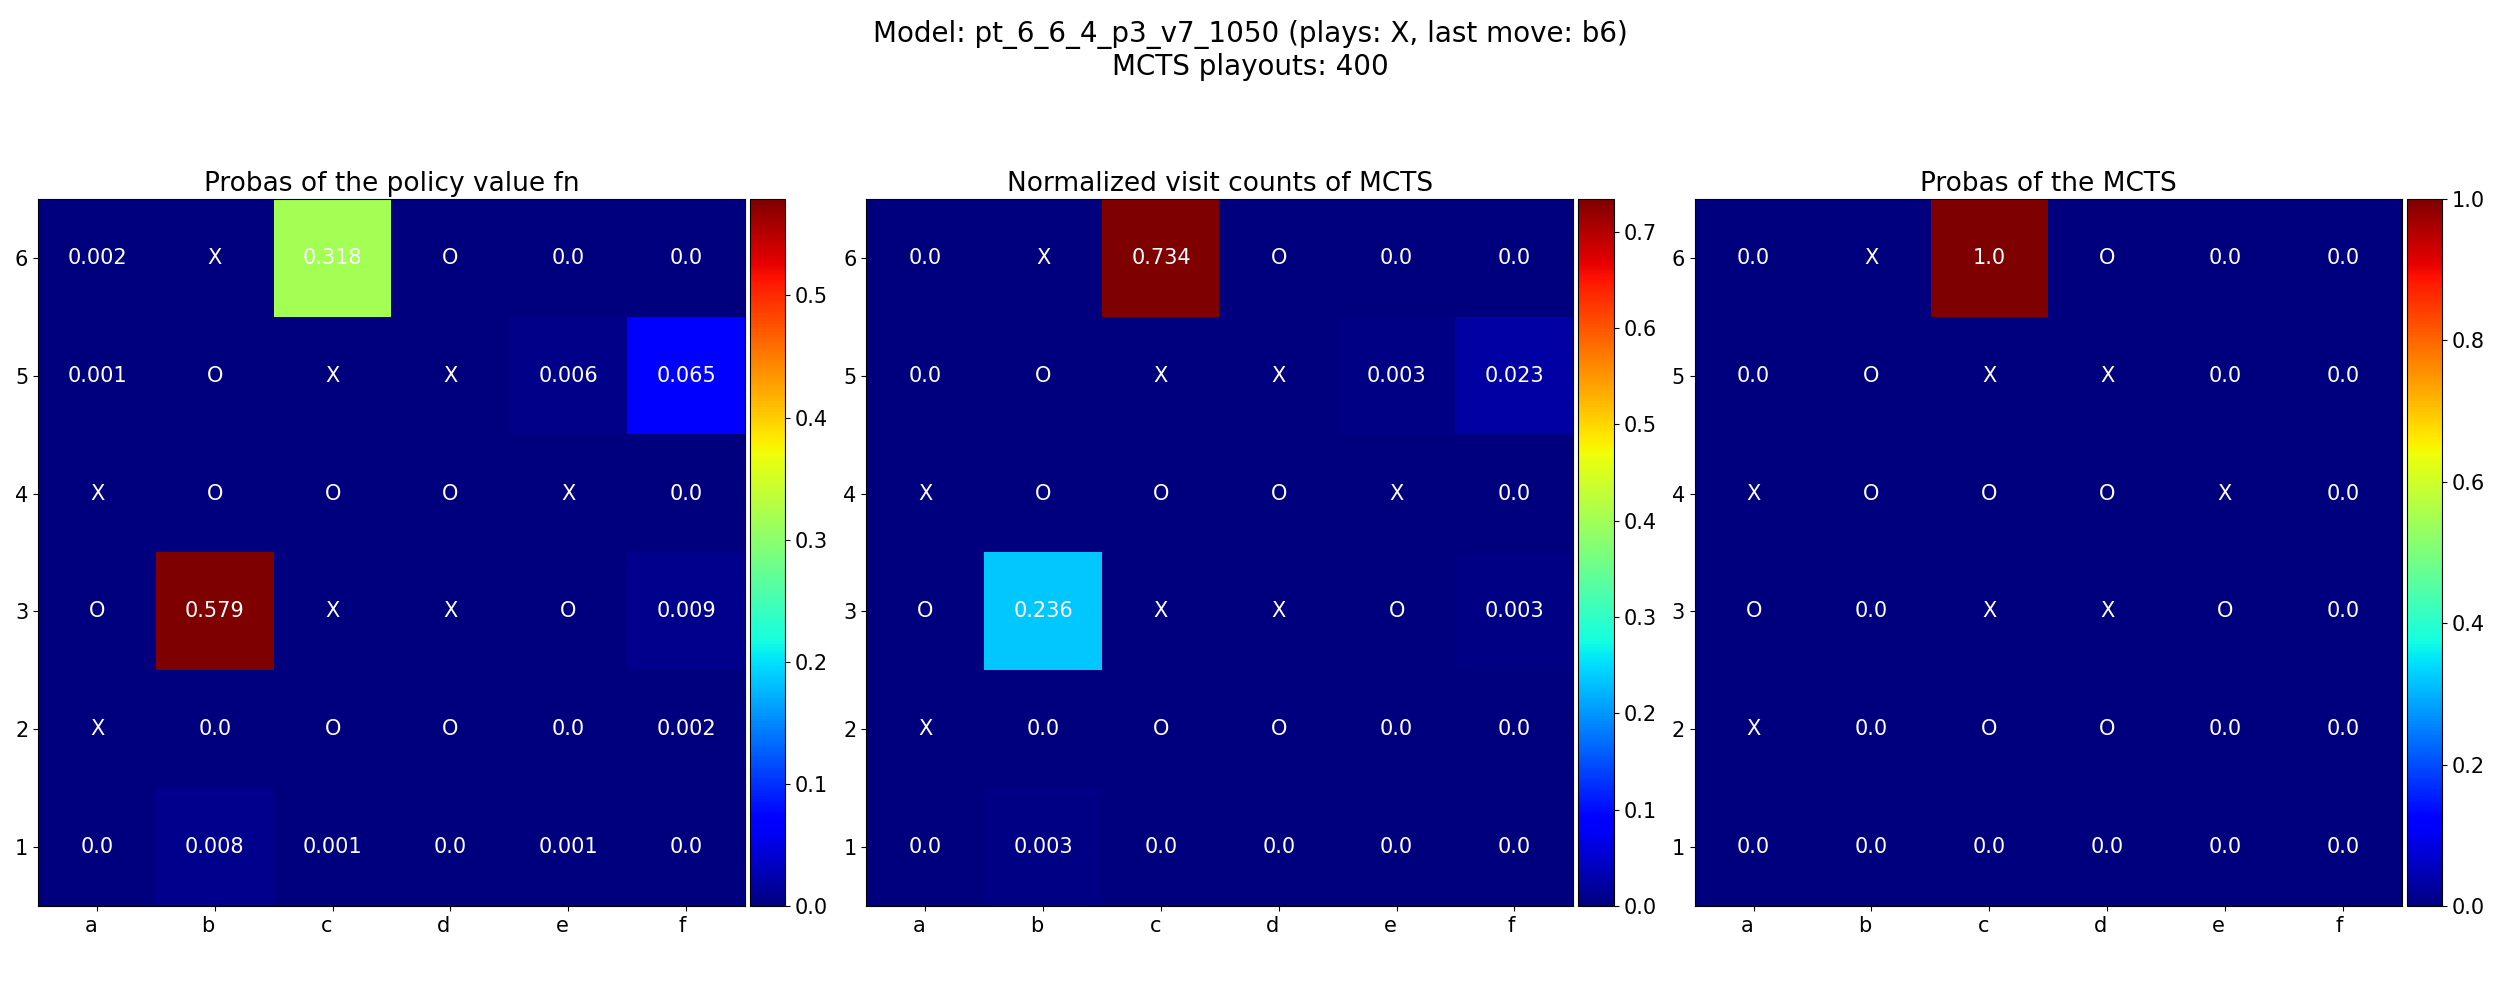 Model: pt_6_6_4_p3_v7_1050 (plays: X, last move: b6)
MCTS playouts: 400
Probas of the policy value fn
6 0.002 X 0.318 O 0.0 0.0
5 0.001 O X X 0.006 0.065
4 X O O O X 0.0
3 O 0.579 X X O 0.009
2 X 0.0 O O 0.0 0.002
1 0.0 0.008 0.001 0.0 0.001 0.0
a b c d e f
0.5
0.4
0.3
0.2
0.1
0.0
Normalized visit counts of MCTS
6 0.0 X 0.734 O 0.0 0.0
5 0.0 O X X 0.003 0.023
4 X O O O X 0.0
3 O 0.236 X X O 0.003
2 X 0.0 O O 0.0 0.0
1 0.0 0.003 0.0 0.0 0.0 0.0
a b c d e f
0.7
0.6
0.5
0.4
0.3
0.2
0.1
0.0
Probas of the MCTS
6 0.0 X 1.0 O 0.0 0.0
5 0.0 O X X 0.0 0.0
4 X O O O X 0.0
3 O 0.0 X X O 0.0
2 X 0.0 O O 0.0 0.0
1 0.0 0.0 0.0 0.0 0.0 0.0
a b c d e f
1.0
0.8
0.6
0.4
0.2
0.0